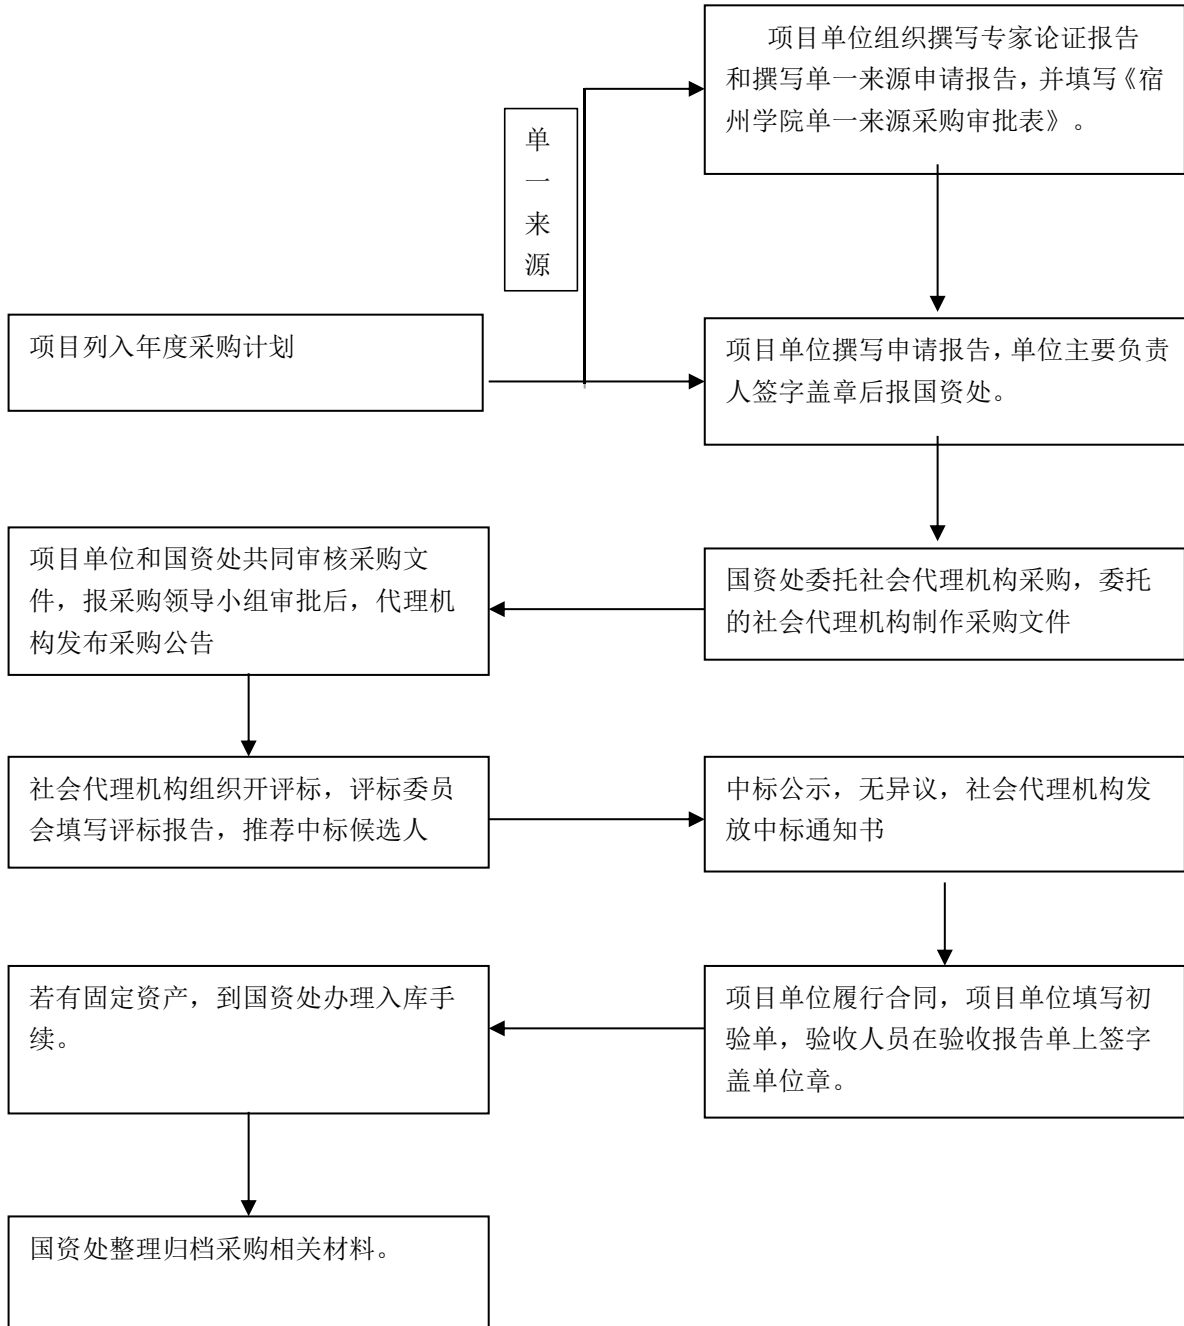 项目单位组织撰写专家论证报告
和撰写单一来源申请报告，并填写《宿
州学院单一来源采购审批表》。
单
一
来
源
项目列入年度采购计划
项目单位撰写申请报告，单位主要负责
人签字盖章后报国资处。
国资处委托社会代理机构采购，委托
的社会代理机构制作采购文件
项目单位和国资处共同审核采购文
件，报采购领导小组审批后，代理机
构发布采购公告
社会代理机构组织开评标，评标委员
会填写评标报告，推荐中标候选人
中标公示，无异议，社会代理机构发
放中标通知书
项目单位履行合同，项目单位填写初
验单，验收人员在验收报告单上签字
盖单位章。
若有固定资产，到国资处办理入库手
续。
国资处整理归档采购相关材料。